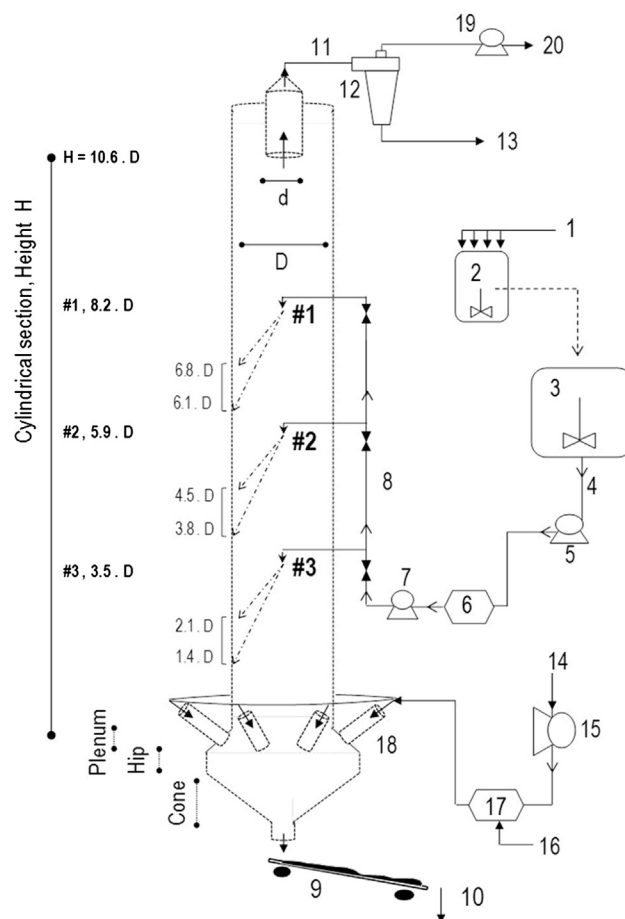 19
20
11
12
13
H = 10.6 . D
d
D
1
2
3
4
5
6
7
8
#1, 8.2 . D
#1
6.8 . D
6.1 . D
#2, 5.9 . D
#2
4.5 . D
3.8 . D
#3, 3.5 . D
#3
2.1 . D
1.4 . D
Cylindrical section, Height H
Plenum
Hip
Cone
14
15
16
17
18
9
10